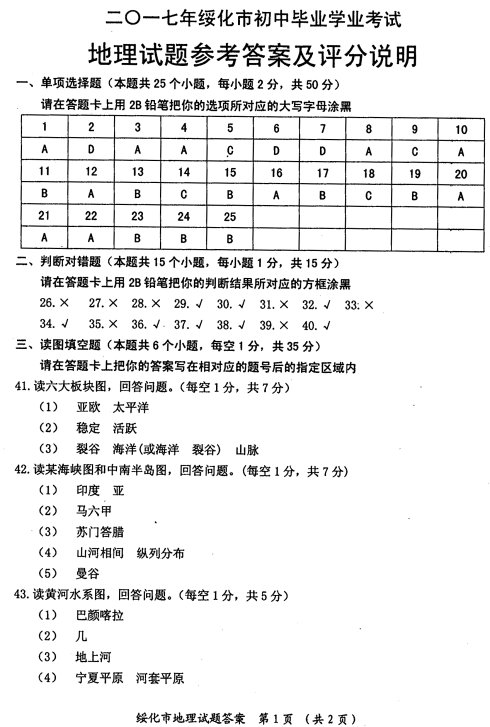 二〇一七年绥化市初中毕业学业考试
地理试题参考答案及评分说明
一、单项选择题（本题共 25 个小题，每小题 2 分，共 50 分）
请在答题卡上用 2B 铅笔把你的选项所对应的大写字母涂黑
1 2 3 4 5 6 7 8 9 10
A D A A C D D A C A
11 12 13 14 15 16 17 18 19 20
B A B C B A B C B A
21 22 23 24 25
A A B B B
二、判断对错题（本题共 15 个小题，每小题 1 分，共 15 分）
请在答题卡上用 2B 铅笔把你的判断结果所对应的方框涂黑
26. × 27. × 28. × 29. √ 30. √ 31. × 32. √ 33. ×
34. √ 35. × 36. √ 37. √ 38. √ 39. × 40. √
三、读图填空题（本题共 6 个小题，每空 1 分，共 35 分）
请在答题卡上把你的答案写在相对应的题号后的指定区域内
41. 读六大板块图，回答问题。（每空 1 分，共 7 分）
（1） 亚欧 太平洋
（2） 稳定 活跃
（3） 裂谷 海洋(或海洋 裂谷) 山脉
42. 读某海峡图和中南半岛图，回答问题。（每空 1 分，共 7 分)
（1） 印度 亚
（2） 马六甲
（3） 苏门答腊
（4） 山河相间 纵列分布
（5） 曼谷
43. 读黄河水系图，回答问题。（每空 1 分，共 5 分）
（1） 巴颜喀拉
（2） 几
（3） 地上河
（4） 宁夏平原 河套平原
绥化市地理试题答案 第 1 页 （共 2 页）